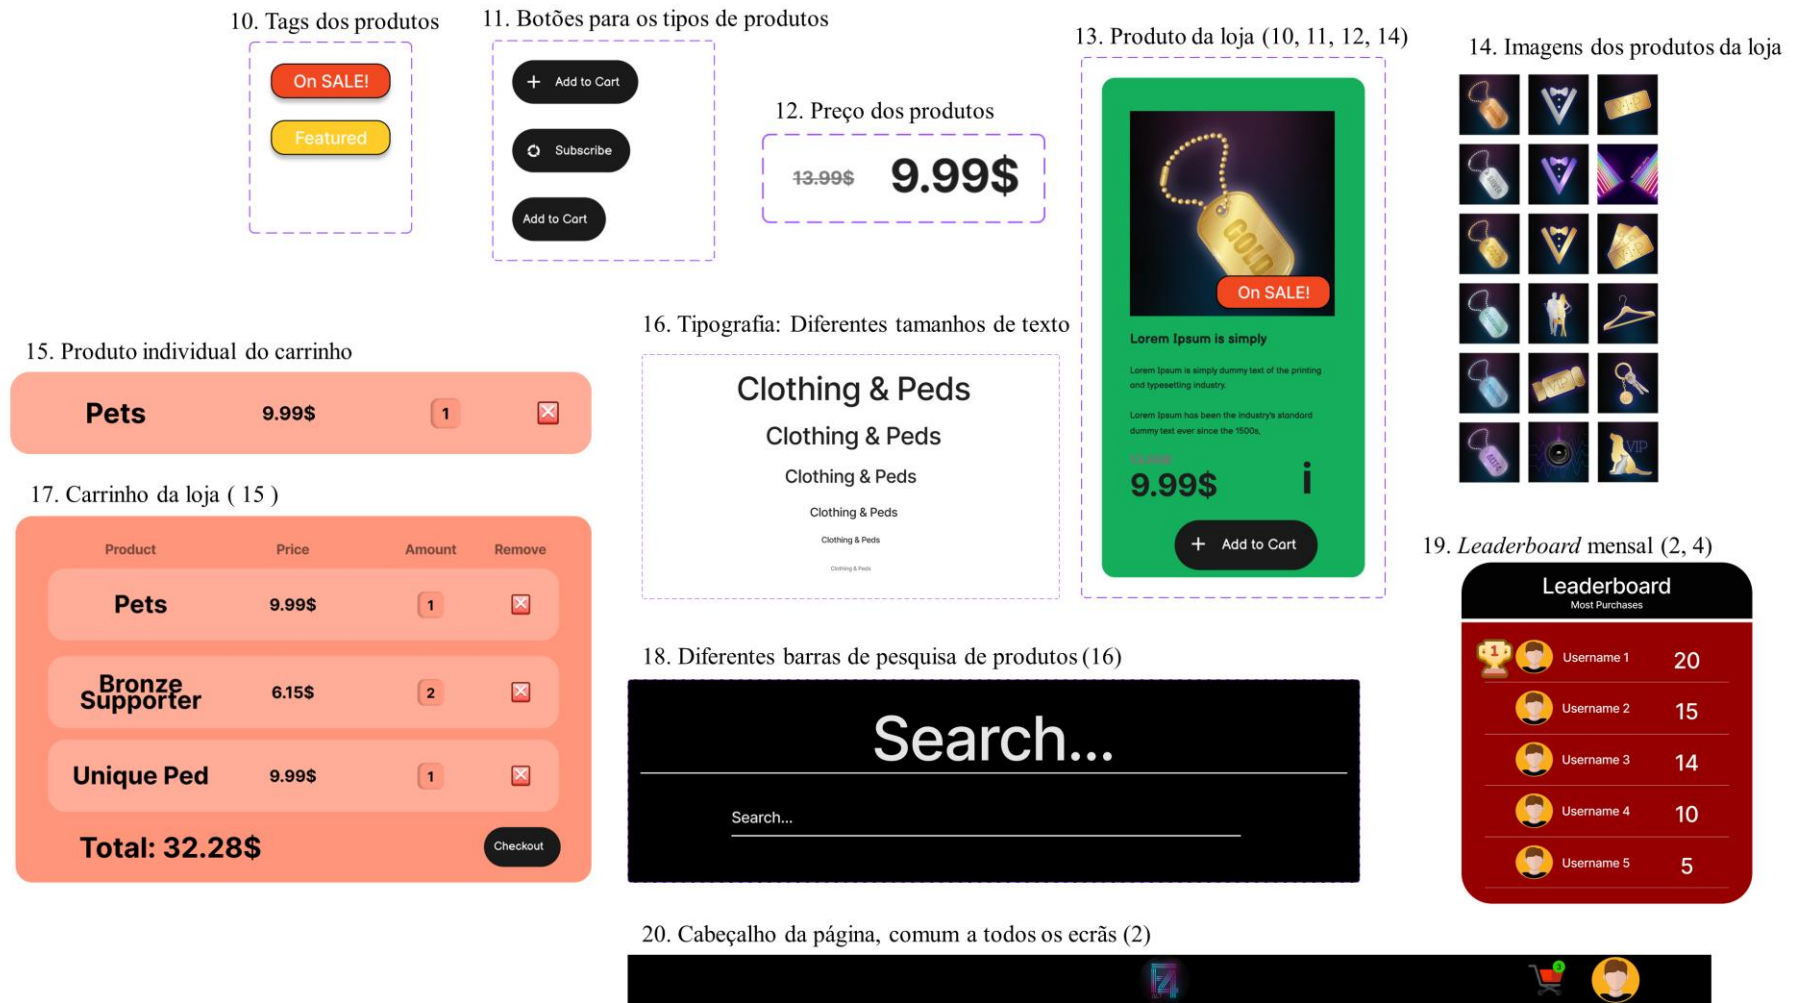 10. Tags dos produtos
On SALE!
Featured
11. Botões para os tipos de produtos
+ Add to Cart
Subscribe
Add to Cart
12. Preço dos produtos
13.99$ 9.99$
13. Produto da loja (10, 11, 12, 14)
GOLD
On SALE!
Lorem Ipsum is simply
Lorem Ipsum is simply dummy text of the printing
and typesetting industry.
Lorem Ipsum has been the industry's standard
dummy text ever since the 1500s,
9.99$ i
+ Add to Cart
14. Imagens dos produtos da loja
VIP
15. Produto individual do carrinho
Pets 9.99$ 1
16. Tipografia: Diferentes tamanhos de texto
Clothing & Peds
Clothing & Peds
Clothing & Peds
Clothing & Peds
Clothing & Peds
Clothing & Peds
17. Carrinho da loja ( 15 )
Product Price Amount Remove
Pets 9.99$ 1
Bronze
Supporter 6.15$ 2
Unique Ped 9.99$ 1
Total: 32.28$ Checkout
18. Diferentes barras de pesquisa de produtos (16)
Search...
Search...
19. Leaderboard mensal (2, 4)
Leaderboard
Most Purchases
1 Username 1 20
Username 2 15
Username 3 14
Username 4 10
Username 5 5
20. Cabeçalho da página, comum a todos os ecrãs (2)